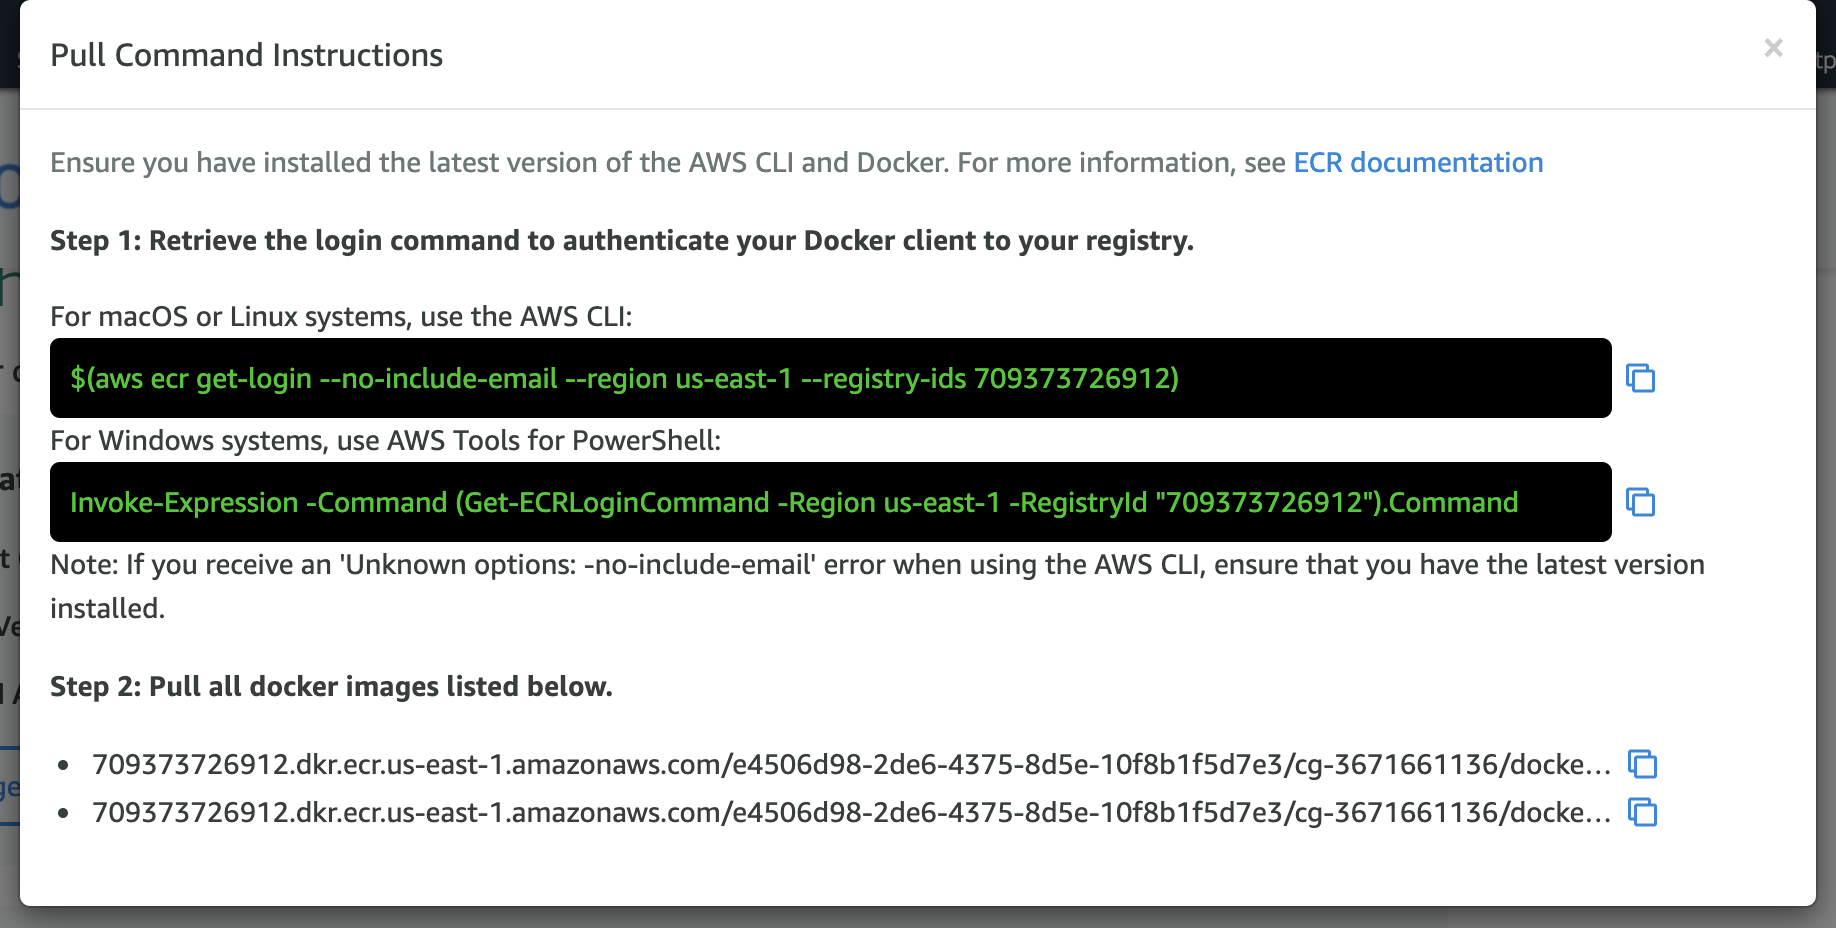 Pull Command Instructions
×
Ensure you have installed the latest version of the AWS CLI and Docker. For more information, see ECR documentation
Step 1: Retrieve the login command to authenticate your Docker client to your registry.
For macOS or Linux systems, use the AWS CLI:
$(aws ecr get-login --no-include-email --region us-east-1 --registry-ids 709373726912)
For Windows systems, use AWS Tools for PowerShell:
Invoke-Expression -Command (Get-ECRLoginCommand -Region us-east-1 -RegistryId "709373726912").Command
Note: If you receive an 'Unknown options: -no-include-email' error when using the AWS CLI, ensure that you have the latest version
installed.
Step 2: Pull all docker images listed below.
• 709373726912.dkr.ecr.us-east-1.amazonaws.com/e4506d98-2de6-4375-8d5e-10f8b1f5d7e3/cg-3671661136/docke...
• 709373726912.dkr.ecr.us-east-1.amazonaws.com/e4506d98-2de6-4375-8d5e-10f8b1f5d7e3/cg-3671661136/docke...